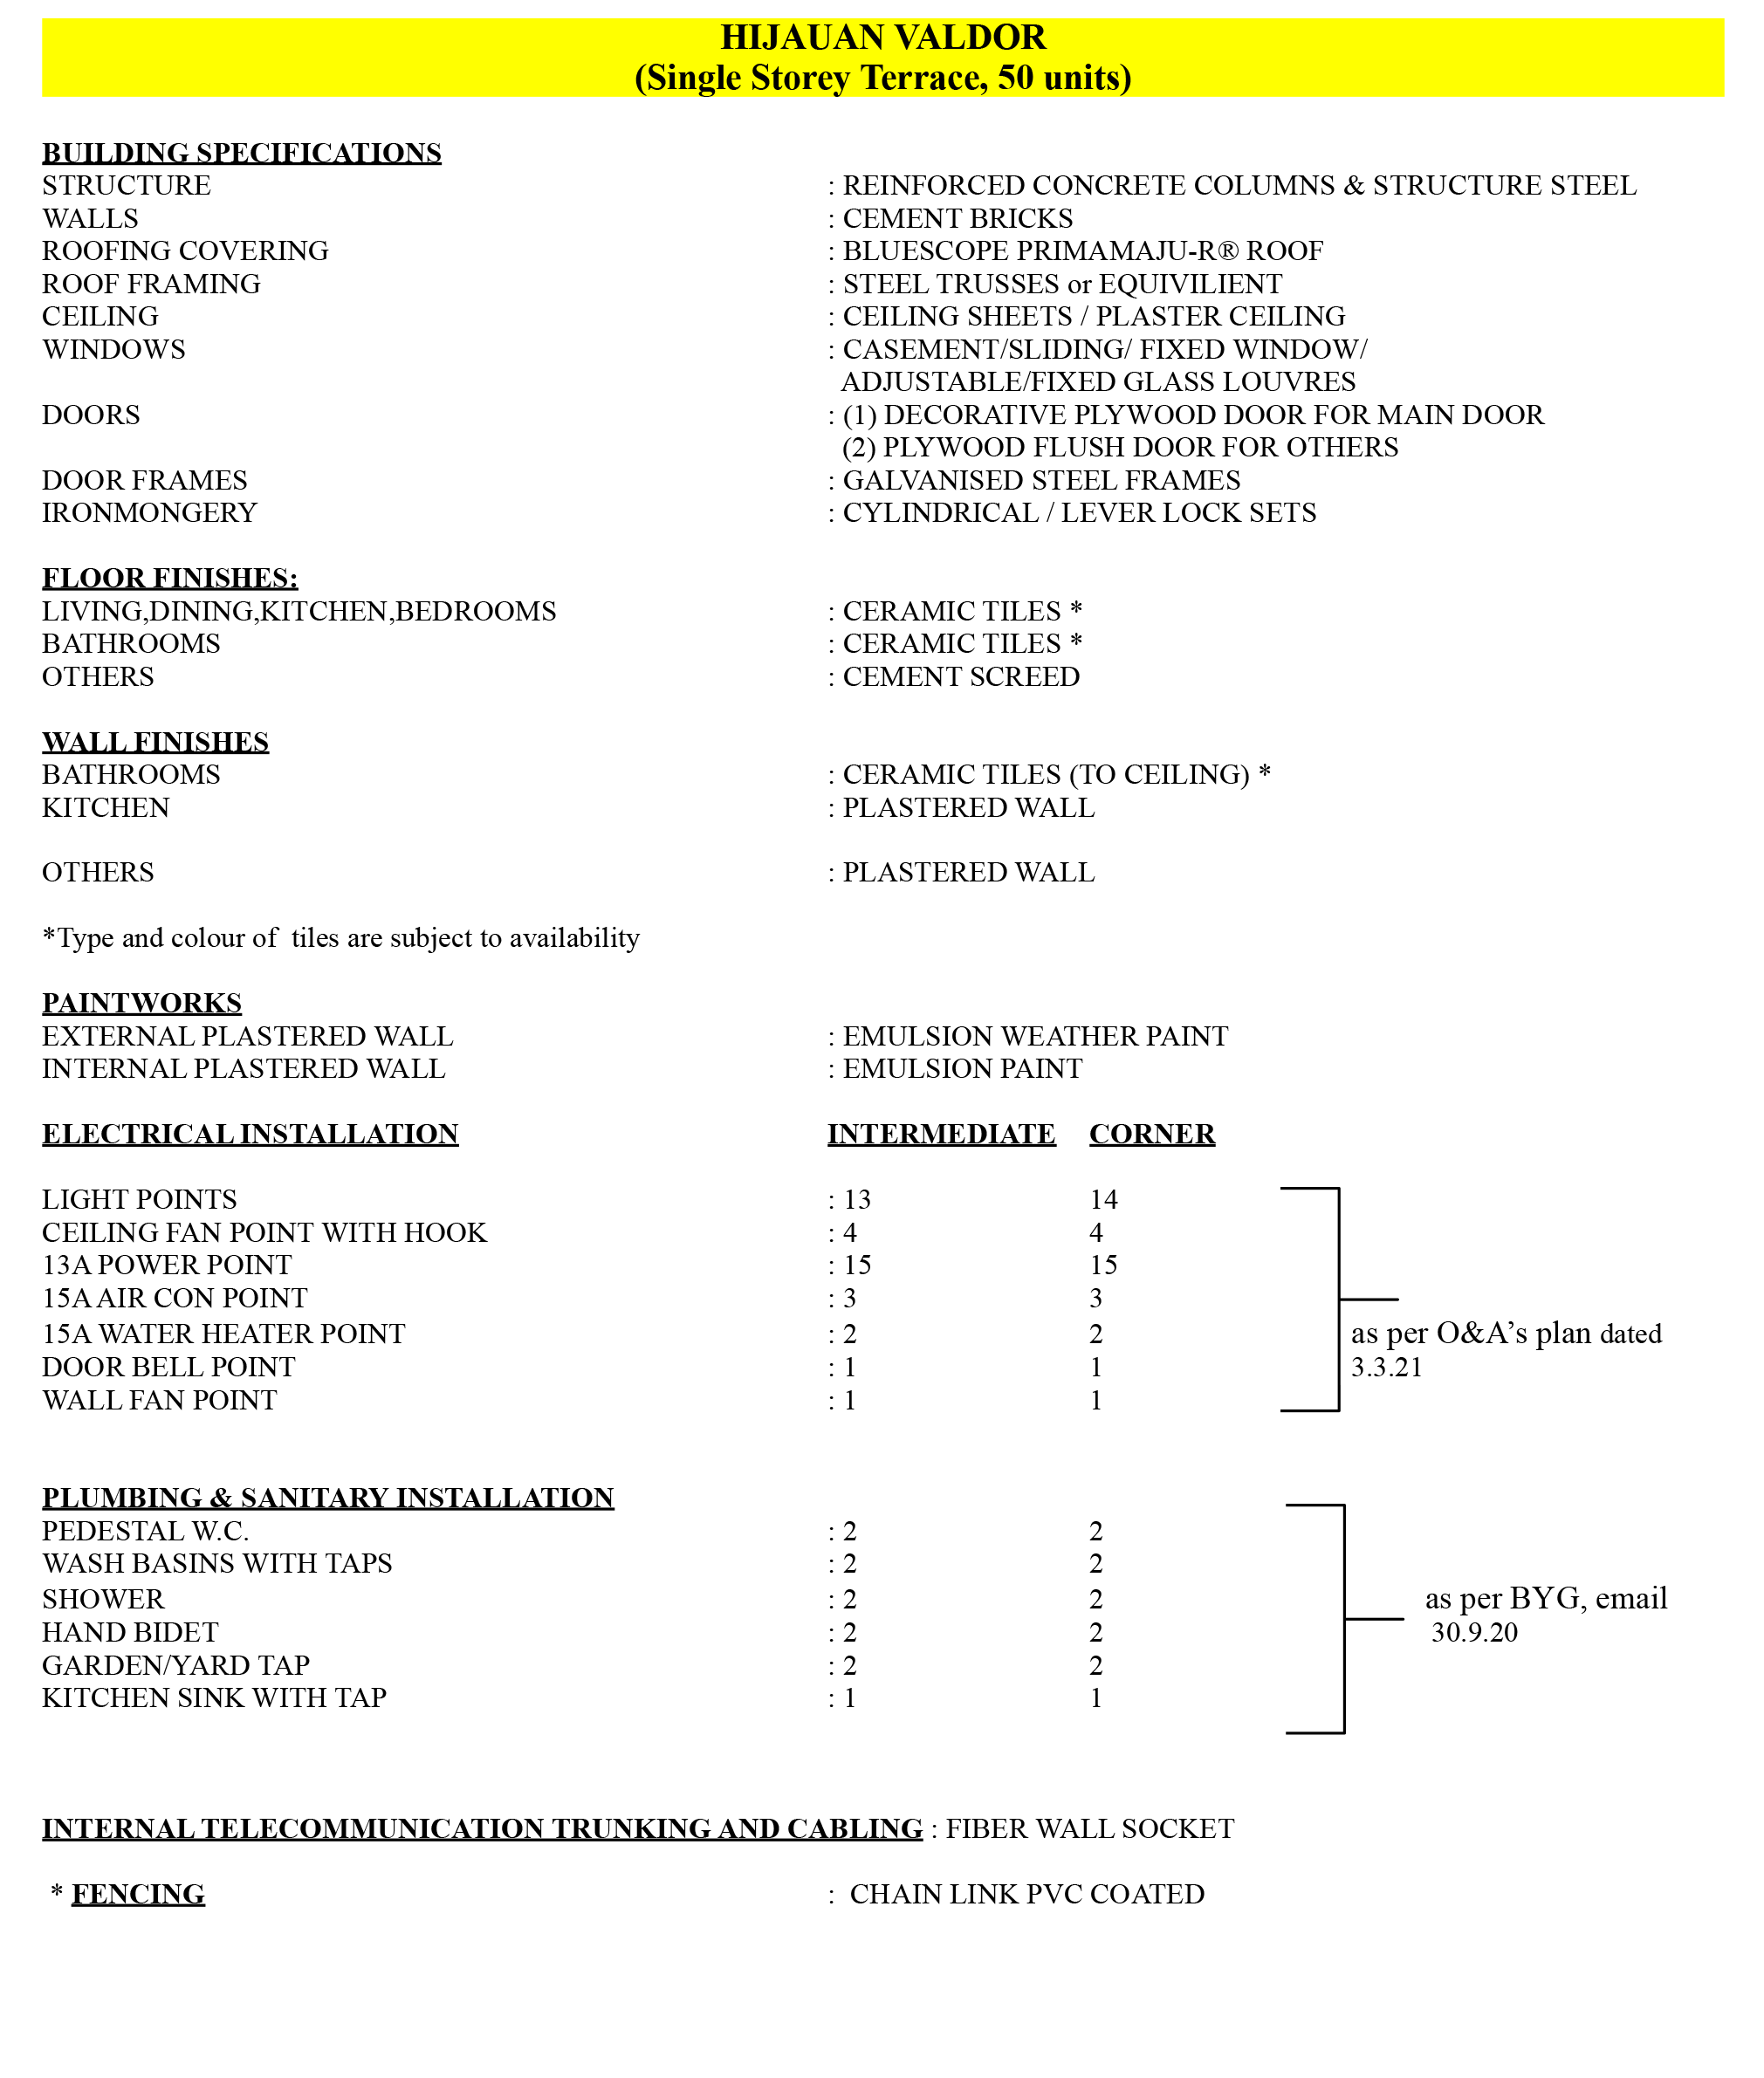 HIJAUAN VALDOR
(Single Storey Terrace, 50 units)
BUILDING SPECIFICATIONS
STRUCTURE : REINFORCED CONCRETE COLUMNS & STRUCTURE STEEL
WALLS : CEMENT BRICKS
ROOFING COVERING : BLUESCOPE PRIMAMAJU-R® ROOF
ROOF FRAMING : STEEL TRUSSES or EQUIVILIENT
CEILING : CEILING SHEETS / PLASTER CEILING
WINDOWS : CASEMENT/SLIDING/ FIXED WINDOW/
ADJUSTABLE/FIXED GLASS LOUVRES
DOORS : (1) DECORATIVE PLYWOOD DOOR FOR MAIN DOOR
(2) PLYWOOD FLUSH DOOR FOR OTHERS
DOOR FRAMES : GALVANISED STEEL FRAMES
IRONMONGERY : CYLINDRICAL / LEVER LOCK SETS
FLOOR FINISHES:
LIVING,DINING,KITCHEN,BEDROOMS : CERAMIC TILES *
BATHROOMS : CERAMIC TILES *
OTHERS : CEMENT SCREED
WALL FINISHES
BATHROOMS : CERAMIC TILES (TO CEILING) *
KITCHEN : PLASTERED WALL
OTHERS : PLASTERED WALL
*Type and colour of tiles are subject to availability
PAINTWORKS
EXTERNAL PLASTERED WALL : EMULSION WEATHER PAINT
INTERNAL PLASTERED WALL : EMULSION PAINT
ELECTRICAL INSTALLATION INTERMEDIATE CORNER
LIGHT POINTS : 13 14
CEILING FAN POINT WITH HOOK : 4 4
13A POWER POINT : 15 15
15A AIR CON POINT : 3 3
15A WATER HEATER POINT : 2 2 as per O&A’s plan dated
DOOR BELL POINT : 1 1 3.3.21
WALL FAN POINT : 1 1
PLUMBING & SANITARY INSTALLATION
PEDESTAL W.C. : 2 2
WASH BASINS WITH TAPS : 2 2
SHOWER : 2 2 as per BYG, email
HAND BIDET : 2 2 30.9.20
GARDEN/YARD TAP : 2 2
KITCHEN SINK WITH TAP : 1 1
INTERNAL TELECOMMUNICATION TRUNKING AND CABLING : FIBER WALL SOCKET
* FENCING : CHAIN LINK PVC COATED